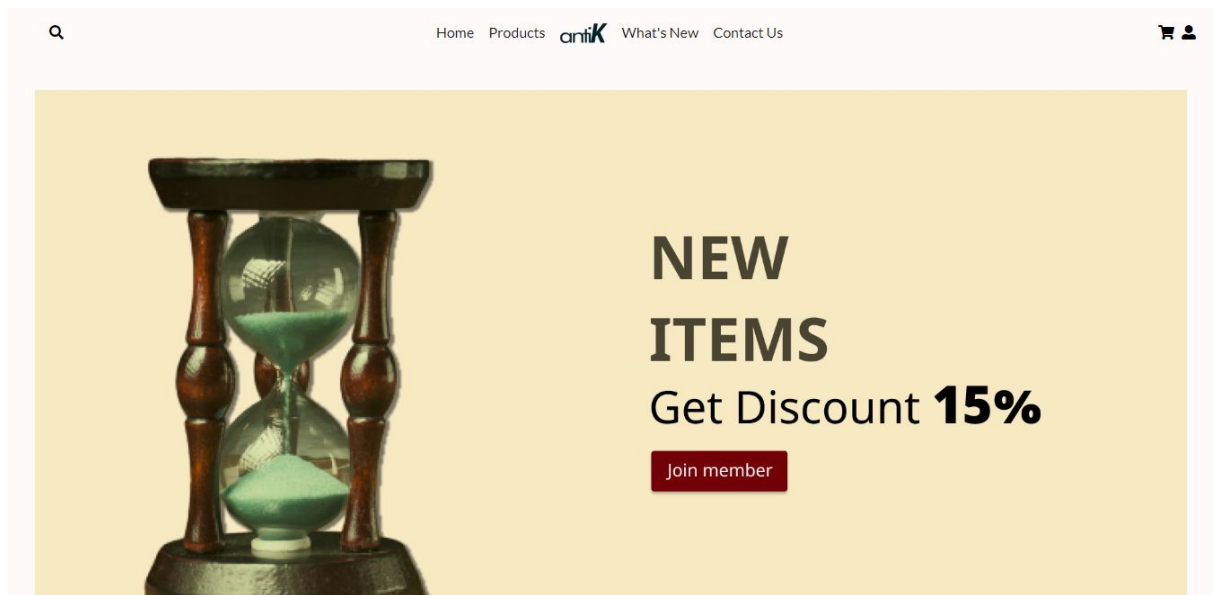 Home Products antiK What's New Contact Us
NEW
ITEMS
Get Discount 15%
Join member